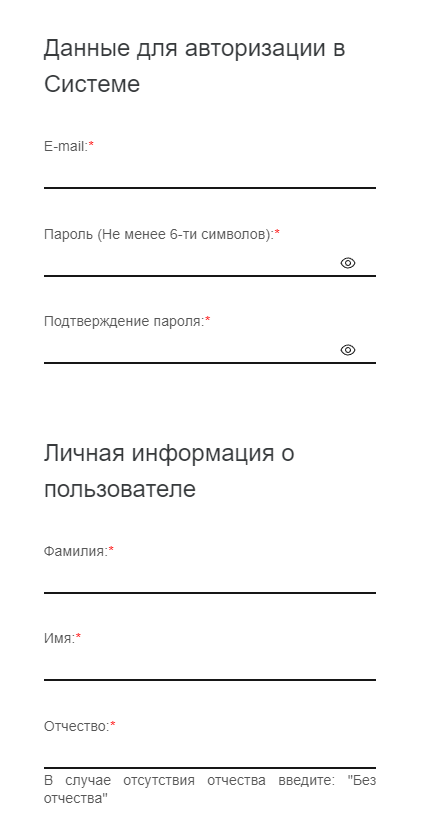 Данные для авторизации в
Системе
E-mail:*
Пароль (Не менее 6-ти символов):*
Подтверждение пароля:*
Личная информация о
пользователе
Фамилия:*
Имя:*
Отчество:*
В случае отсутствия отчества введите: "Без
отчества"